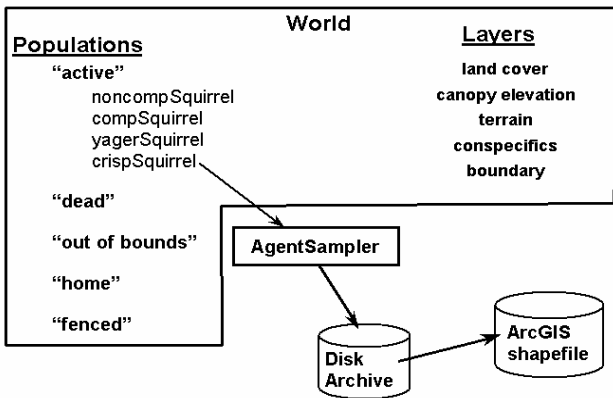 World
Populations
“active”
noncompSquirrel
compSquirrel
yagerSquirrel
crispSquirrel
“dead”
“out of bounds”
“home”
“fenced”
Layers
land cover
canopy elevation
terrain
conspecifics
boundary
AgentSampler
Disk
Archive
ArcGIS
shapefile